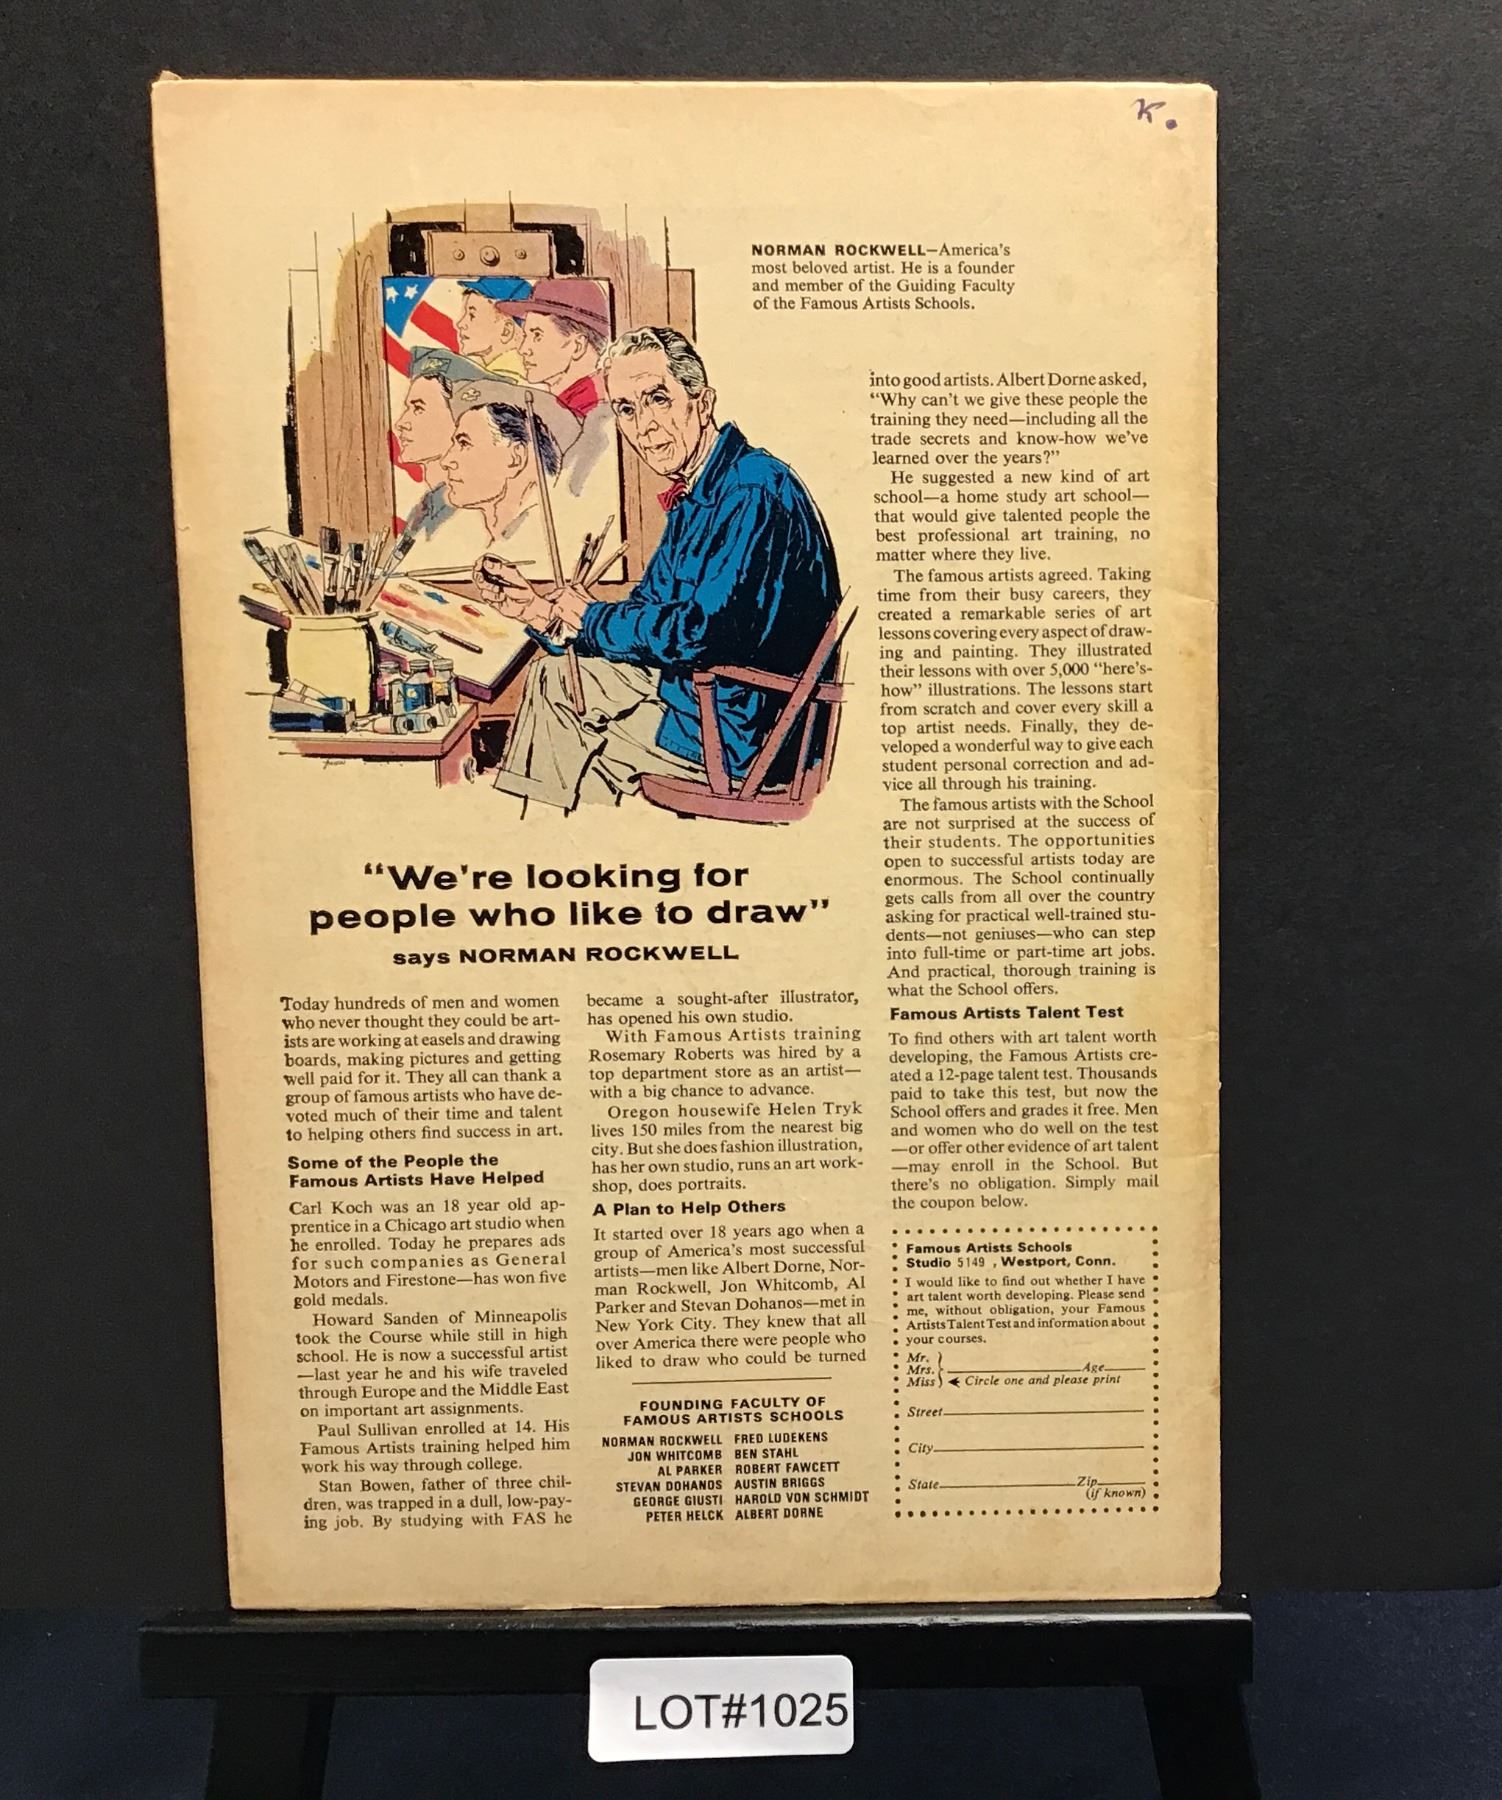 K.
NORMAN ROCKWELL—America's
most beloved artist. He is a founder
and member of the Guiding Faculty
of the Famous Artists Schools.
"We're looking for
people who like to draw"
says NORMAN ROCKWELL
Today hundreds of men and women
who never thought they could be art-
ists are working at easels and drawing
boards, making pictures and getting
well paid for it. They all can thank a
group of famous artists who have de-
voted much of their time and talent
to helping others find success in art.
Some of the People the
Famous Artists Have Helped
Carl Koch was an 18 year old ap-
prentice in a Chicago art studio when
he enrolled. Today he prepares ads
for such companies as General
Motors and Firestone—has won five
gold medals.
Howard Sanden of Minneapolis
took the Course while still in high
school. He is now a successful artist
—last year he and his wife traveled
through Europe and the Middle East
on important art assignments.
Paul Sullivan enrolled at 14. His
Famous Artists training helped him
work his way through college.
Stan Bowen, father of three chil-
dren, was trapped in a dull, low-pay-
ing job. By studying with FAS he
became a sought-after illustrator,
has opened his own studio.
With Famous Artists training
Rosemary Roberts was hired by a
top department store as an artist—
with a big chance to advance.
Oregon housewife Helen Tryk
lives 150 miles from the nearest big
city. But she does fashion illustration,
has her own studio, runs an art work-
shop, does portraits.
A Plan to Help Others
It started over 18 years ago when a
group of America's most successful
artists—men like Albert Dorne, Nor-
man Rockwell, Jon Whitcomb, Al
Parker and Stevan Dohanos—met in
New York City. They knew that all
over America there were people who
liked to draw who could be turned
FOUNDING FACULTY OF
FAMOUS ARTISTS SCHOOLS
NORMAN ROCKWELL FRED LUDEKENS
JON WHITCOMB BEN STAHL
AL PARKER ROBERT FAWCETT
STEVAN DOHANOS AUSTIN BRIGGS
GEORGE GIUSTI HAROLD VON SCHMIDT
PETER HELCK ALBERT DORNE
into good artists. Albert Dorne asked,
"Why can't we give these people the
training they need—including all the
trade secrets and know-how we've
learned over the years?"
He suggested a new kind of art
school—a home study art school—
that would give talented people the
best professional art training, no
matter where they live.
The famous artists agreed. Taking
time from their busy careers, they
created a remarkable series of art
lessons covering every aspect of draw-
ing and painting. They illustrated
their lessons with over 5,000 "here's-
how" illustrations. The lessons start
from scratch and cover every skill a
top artist needs. Finally, they de-
veloped a wonderful way to give each
student personal correction and ad-
vice all through his training.
The famous artists with the School
are not surprised at the success of
their students. The opportunities
open to successful artists today are
enormous. The School continually
gets calls from all over the country
asking for practical well-trained stu-
dents—not geniuses—who can step
into full-time or part-time art jobs.
And practical, thorough training is
what the School offers.
Famous Artists Talent Test
To find others with art talent worth
developing, the Famous Artists cre-
ated a 12-page talent test. Thousands
paid to take this test, but now the
School offers and grades it free. Men
and women who do well on the test
—or offer other evidence of art talent
—may enroll in the School. But
there's no obligation. Simply mail
the coupon below.
Famous Artists Schools
Studio 5149 , Westport, Conn.
I would like to find out whether I have
art talent worth developing. Please send
me, without obligation, your Famous
Artists Talent Test and information about
your courses.
Mr.
Mrs. Age
Miss Circle one and please print
Street
City
State Zip
(if known)
LOT#1025